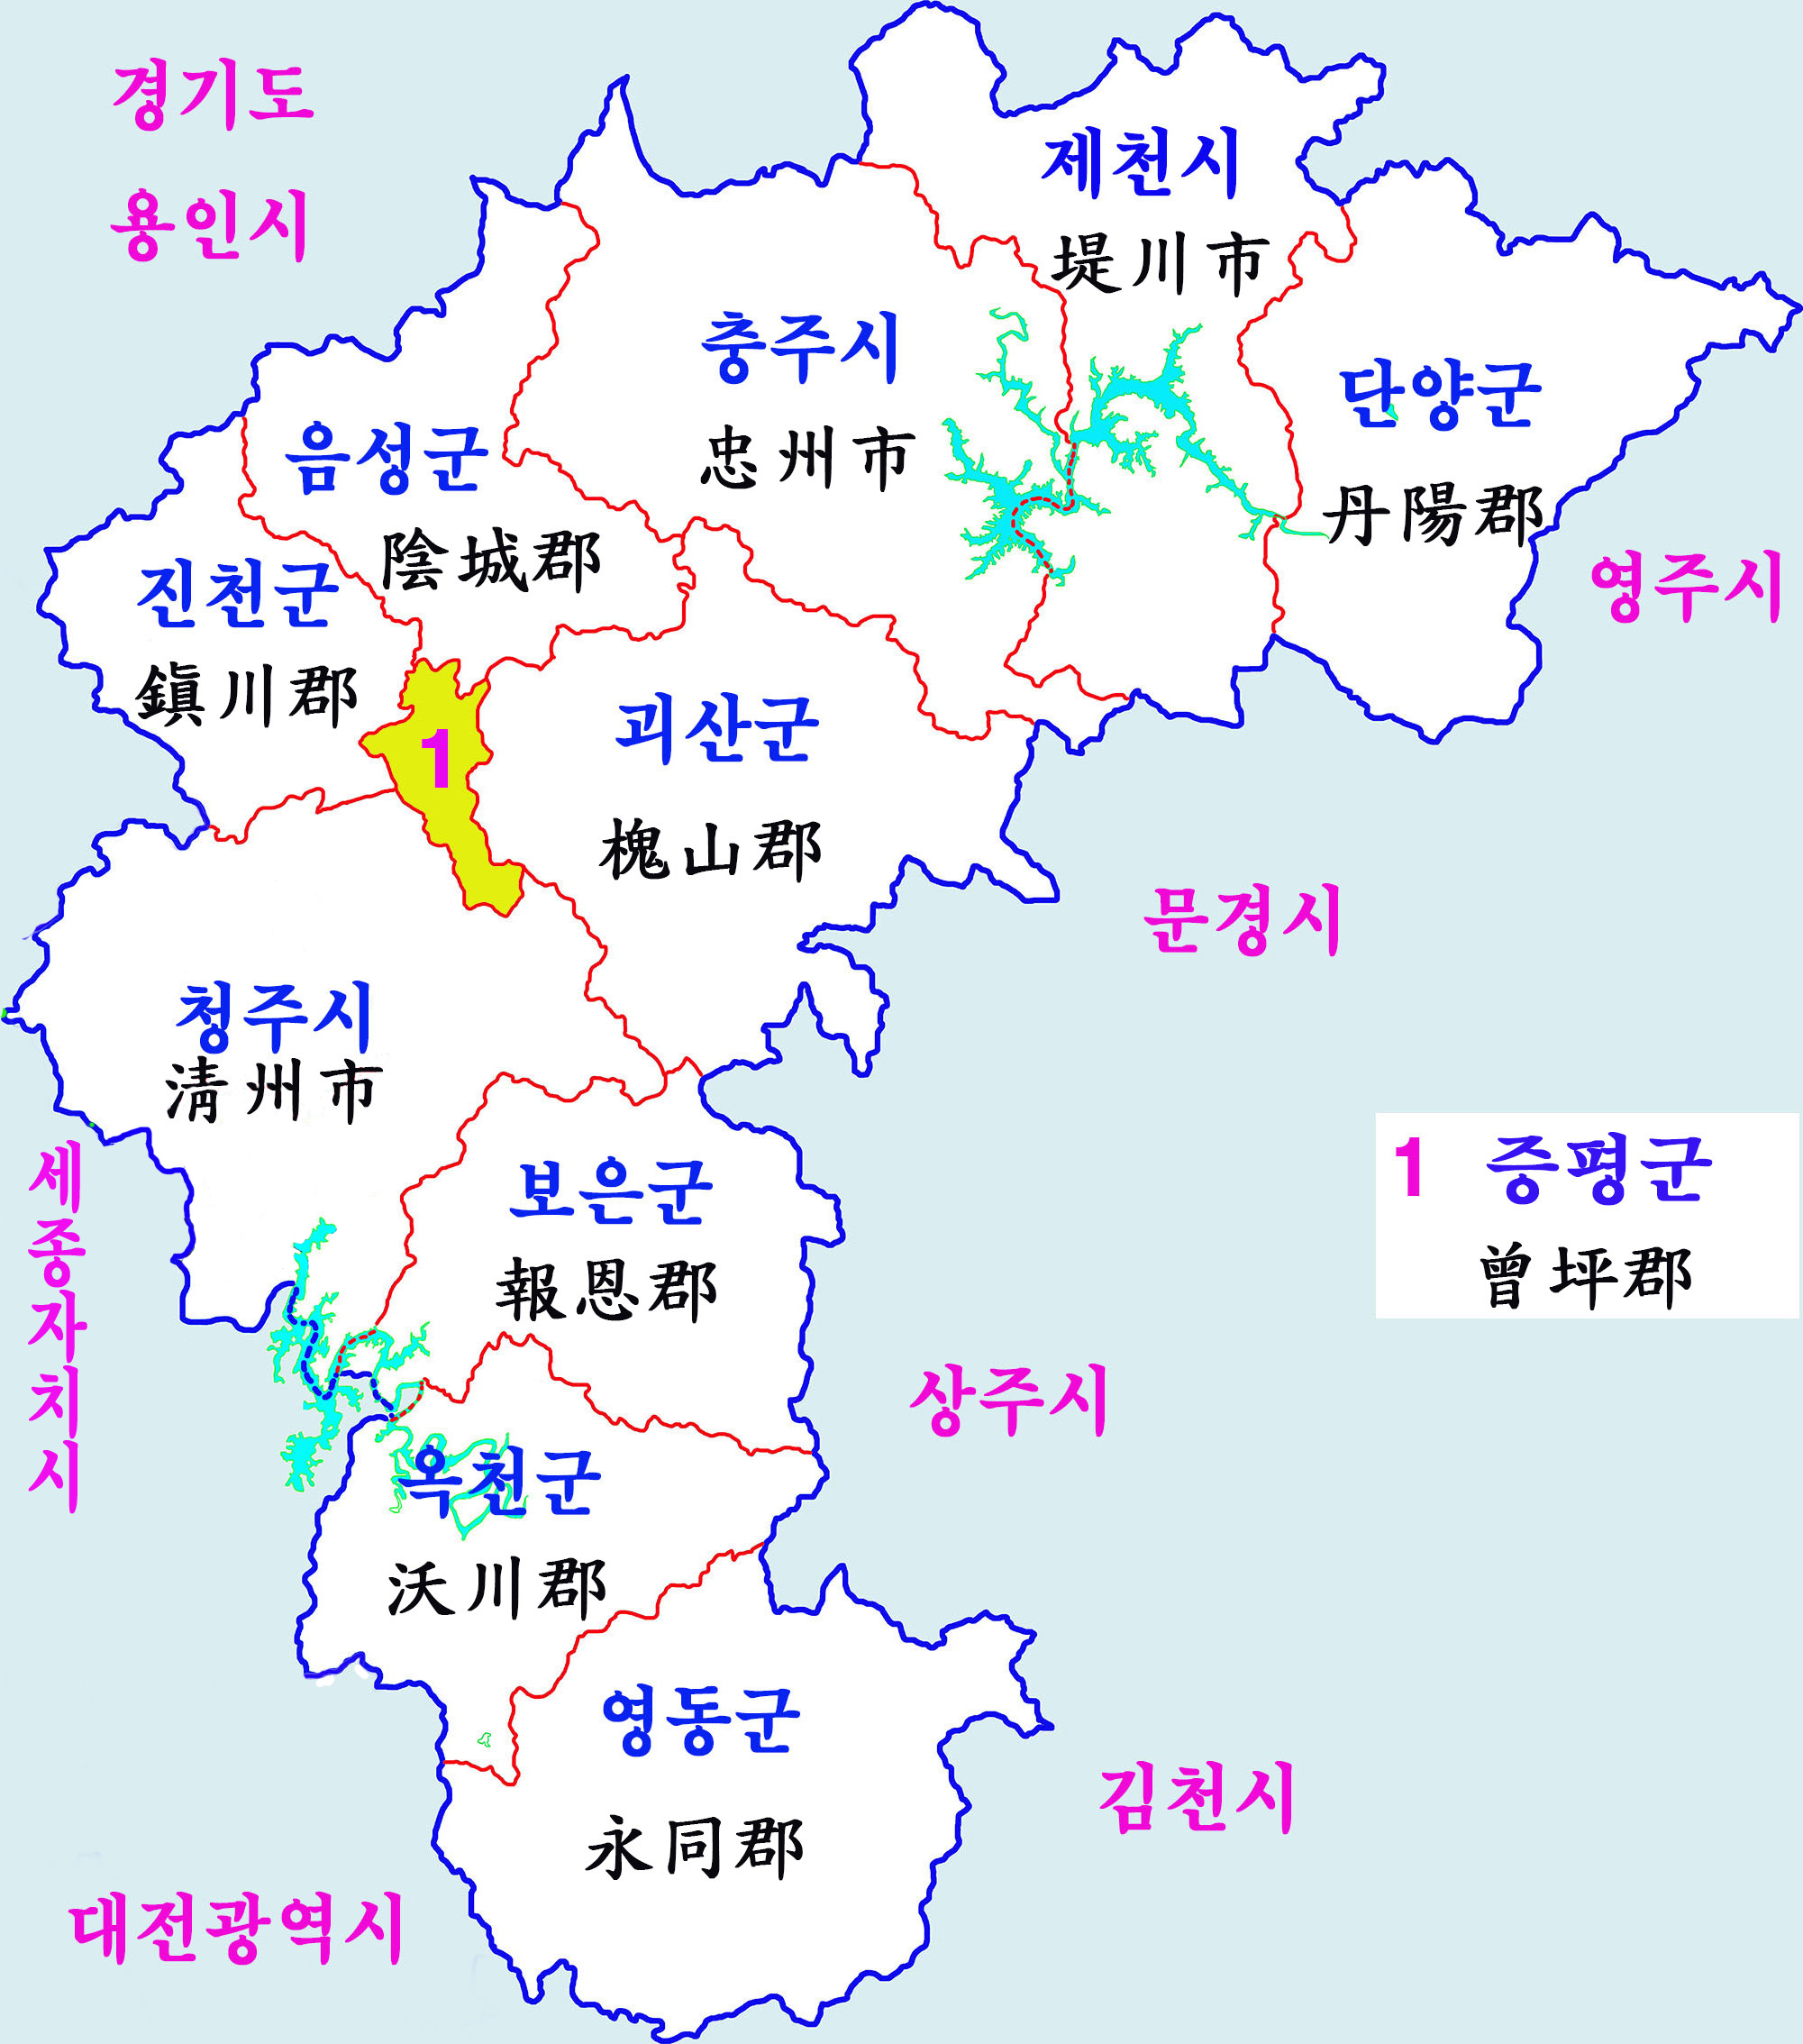 경기도
용인시
제천시
堤川市
충주시
忠州市
단양군
丹陽郡
음성군
陰城郡
진천군
鎭川郡
영주시
괴산군
槐山郡
1
문경시
청주시
淸州市
세종자치시
보은군
報恩郡
1 증평군
曾坪郡
상주시
옥천군
沃川郡
영동군
永同郡
김천시
대전광역시